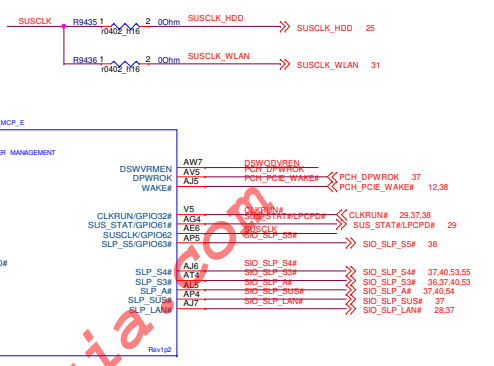 SUSCLK R9435 1 2 0Ohm SUSCLK_HDD SUSCLK_HDD 25
r0402_h16
R9436 1 2 0Ohm SUSCLK_WLAN SUSCLK_WLAN 31
r0402_h16
_MCP_E
ER MANAGEMENT
DSWVRMEN AW7 DSWODVREN
DPWROK AV5 PCH_DPWROK PCH_DPWROK 37
WAKE# AJ5 PCH_PCIE_WAKE# PCH_PCIE_WAKE# 12,38
CLKRUN/GPIO32# V5 CLKRUN# CLKRUN# 29,37,38
SUS_STAT/GPIO61# AG4 SUS_STAT#/LPCPD# SUS_STAT#/LPCPD# 29
SUSCLK/GPIO62 AE6 SUSCLK
SLP_S5/GPIO63# AP5 SIO_SLP_S5# SIO_SLP_S5# 38
0#
SLP_S4# AJ6 SIO_SLP_S4# SIO_SLP_S4# 37,40,53,55
SLP_S3# AT4 SIO_SLP_S3# SIO_SLP_S3# 36,37,40,53
SLP_A# AL5 SIO_SLP_A# SIO_SLP_A# 37,40,54
SLP_SUS# AP4 SIO_SLP_SUS# SIO_SLP_SUS# 37
SLP_LAN# AJ7 SIO_SLP_LAN# SIO_SLP_LAN# 28,37
Rev1p2
ia.com